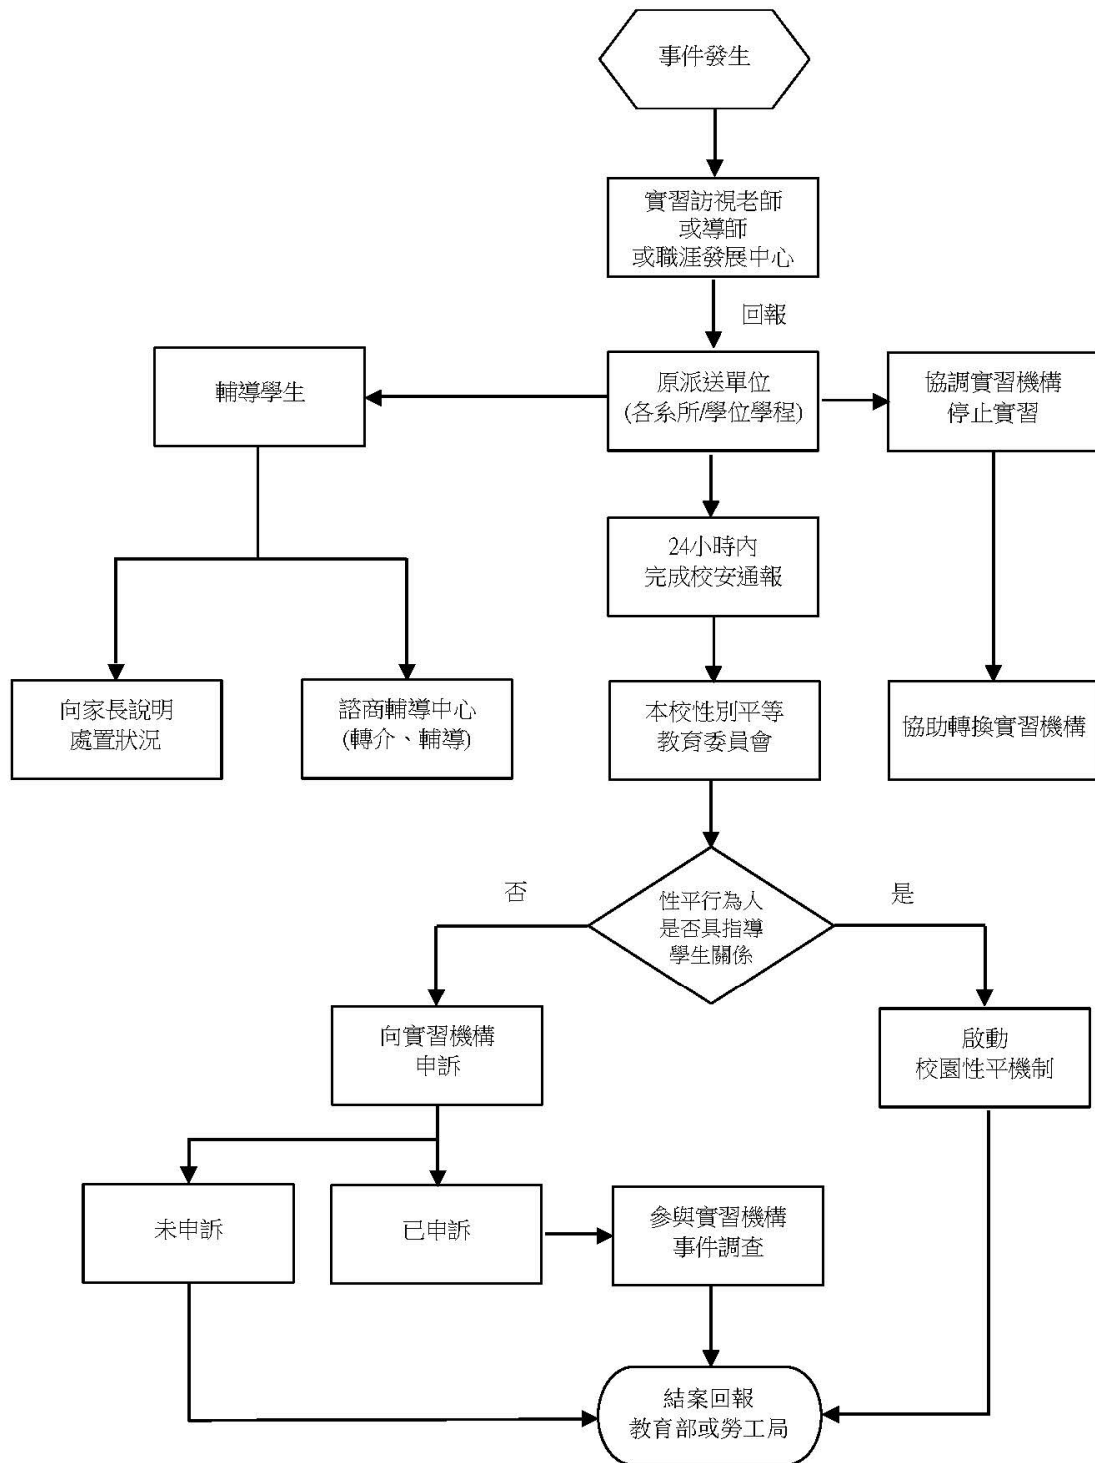 事件發生
實習訪視老師
或導師
或職涯發展中心
回報
輔導學生
原派送單位
(各系所/學位學程)
協調實習機構
停止實習
24小時內
完成校安通報
向家長說明
處置狀況
諮商輔導中心
(轉介、輔導)
本校性別平等
教育委員會
協助轉換實習機構
否
性平行為人
是否具指導
學生關係
是
向實習機構
申訴
啟動
校園性平機制
未申訴
已申訴
參與實習機構
事件調查
結案回報
教育部或勞工局